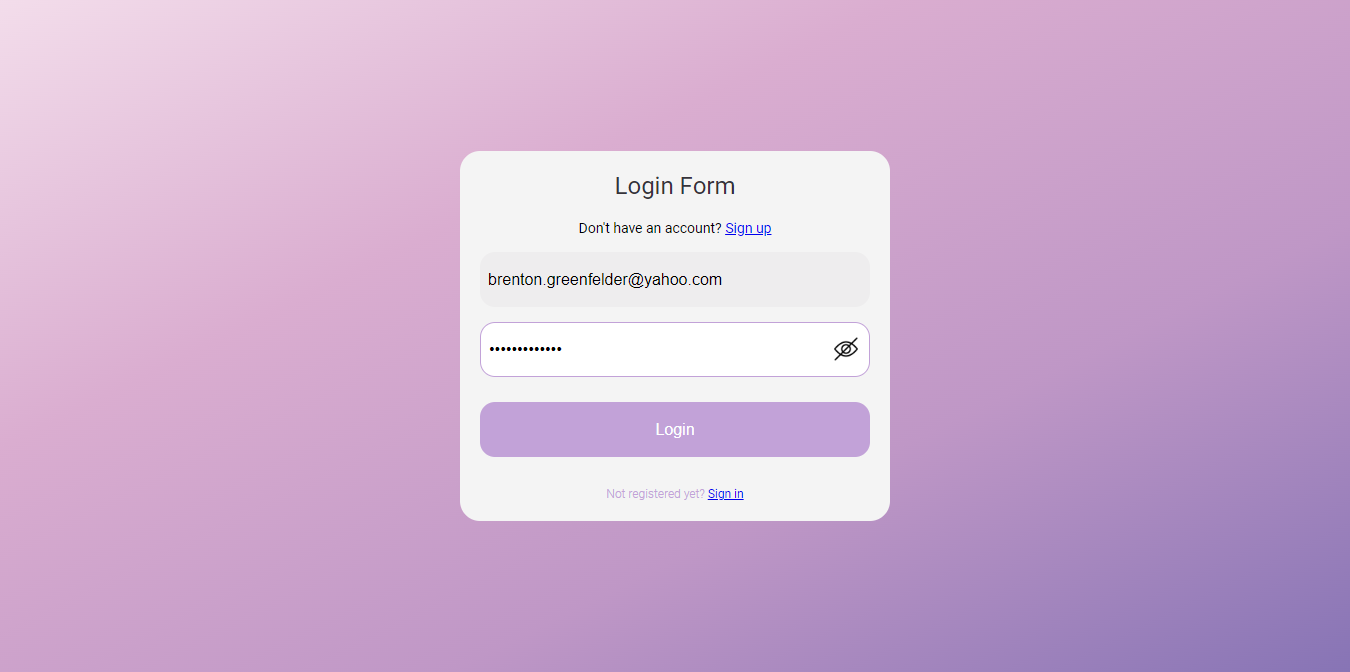 Login Form
Don't have an account? Sign up
brenton.greenfelder@yahoo.com
•••••••••••••
Login
Not registered yet? Sign in